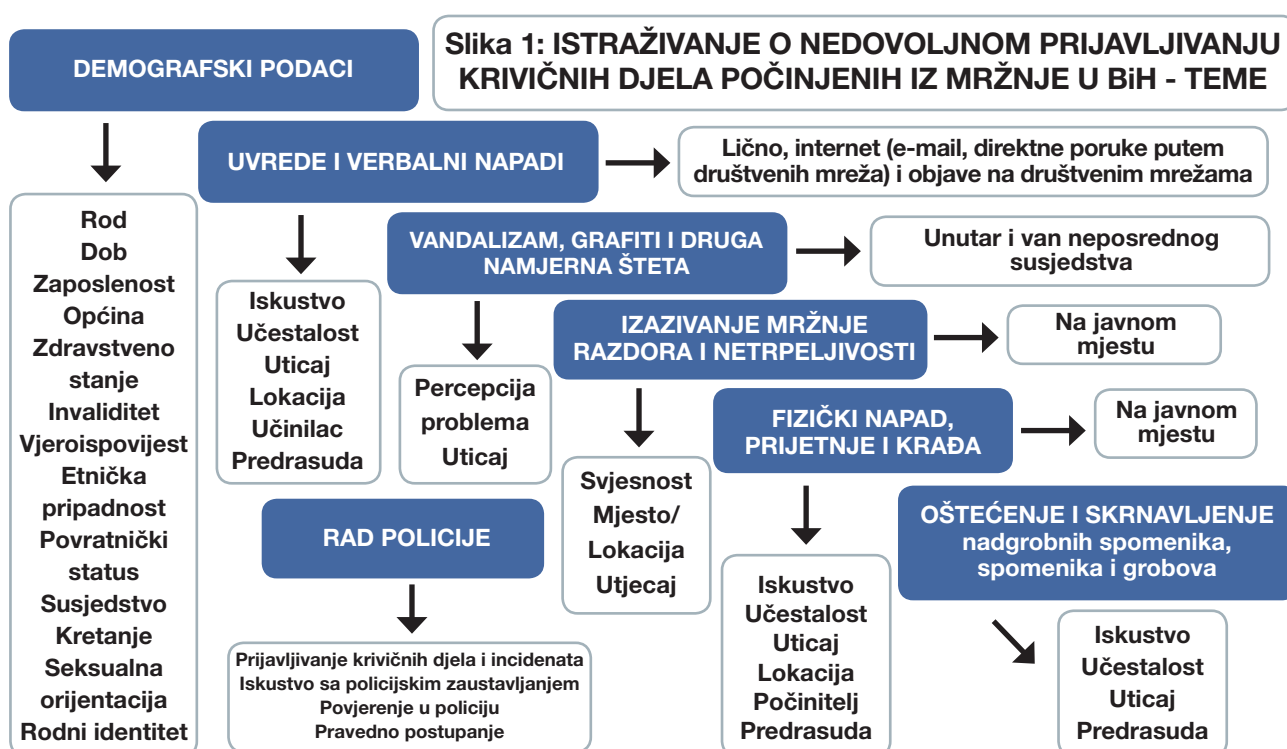 DEMOGRAFSKI PODACI
Slika 1: ISTRAŽIVANJE O NEDOVOLJNOM PRIJAVLJIVANJU
KRIVIČNIH DJELA POČINJENIH IZ MRŽNJE U BiH - TEME
UVREDE I VERBALNI NAPADI
Lično, internet (e-mail, direktne poruke putem
društvenih mreža) i objave na društvenim mrežama
Rod
Dob
Zaposlenost
Općina
Zdravstveno
stanje
Invaliditet
Vjeroispovijest
Etnička
pripadnost
Povratnički
status
Susjedstvo
Kretanje
Seksualna
orijentacija
Rodni identitet
Iskustvo
Učestalost
Uticaj
Lokacija
Učinilac
Predrasuda
VANDALIZAM, GRAFITI I DRUGA
NAMJERNA ŠTETA
Unutar i van neposrednog
susjedstva
Percepcija
problema
Uticaj
IZAZIVANJE MRŽNJE
RAZDORA I NETRPELJIVOSTI
Na javnom
mjestu
Svjesnost
Mjesto/
Lokacija
Utjecaj
FIZIČKI NAPAD,
PRIJETNJE I KRAĐA
Na javnom
mjestu
Iskustvo
Učestalost
Uticaj
Lokacija
Počinitelj
Predrasuda
RAD POLICIJE
Prijavljivanje krivičnih djela i incidenata
Iskustvo sa policijskim zaustavljanjem
Povjerenje u policiju
Pravedno postupanje
OŠTEĆENJE I SKRNAVLJENJE
nadgrobnih spomenika,
spomenika i grobova
Iskustvo
Učestalost
Uticaj
Predrasuda